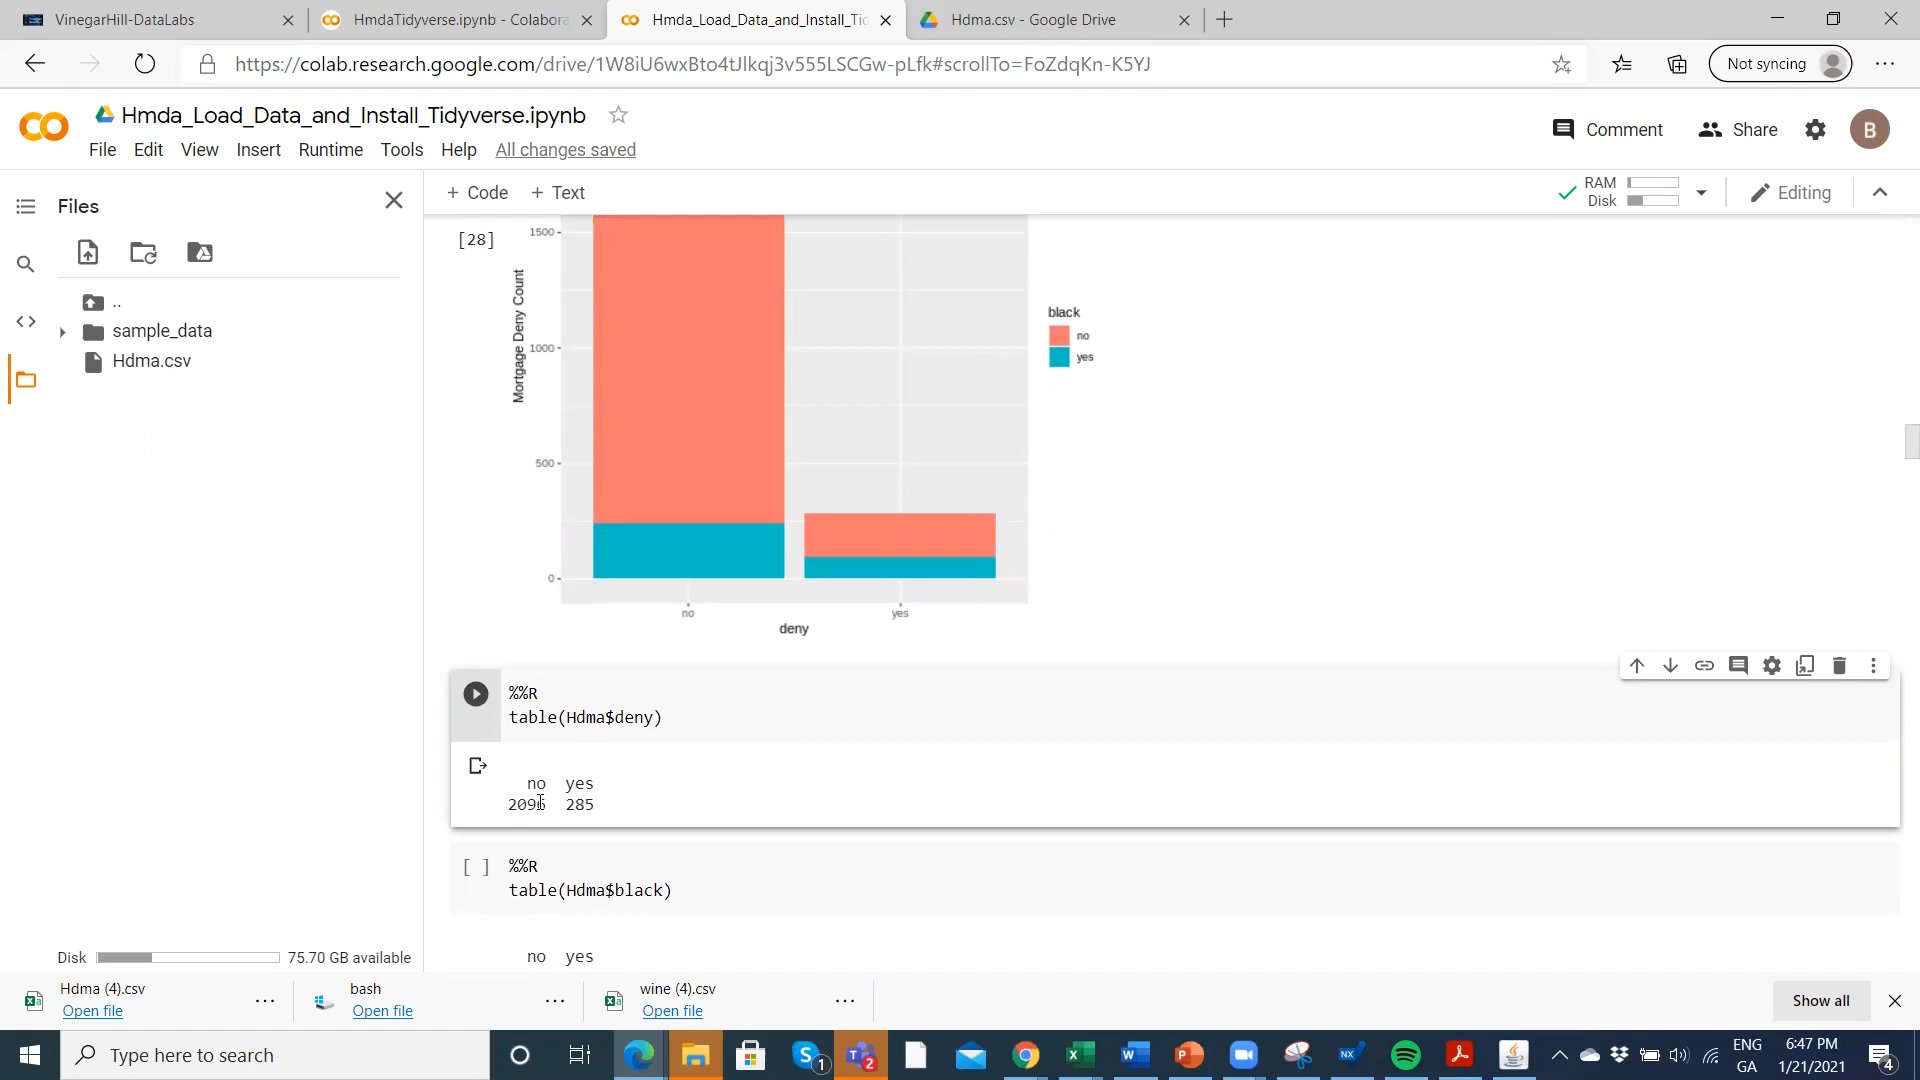 VinegarHill-DataLabs
HmdaTidyverse.ipynb - Colabora
Hmda_Load_Data_and_Install_Tid
Hdma.csv - Google Drive
https://colab.research.google.com/drive/1W8iU6wxBto4tJlkqj3v555LSCGw-pLfk#scrollTo=FoZdqKn-K5YJ
Not syncing
Hmda_Load_Data_and_Install_Tidyverse.ipynb
Comment
Share
B
File Edit View Insert Runtime Tools Help All changes saved
Files
+ Code + Text
RAM
Disk
Editing
..
sample_data
Hdma.csv
[28]
1500
1000
500
0
Mortgage Deny Count
no
yes
deny
black
no
yes
%%R
table(Hdma$deny)
no yes
2096 285
[ ]
%%R
table(Hdma$black)
no yes
Disk
75.70 GB available
Hdma (4).csv
Open file
bash
Open file
wine (4).csv
Open file
Show all
Type here to search
1
2
ENG
GA
6:47 PM
1/21/2021
4